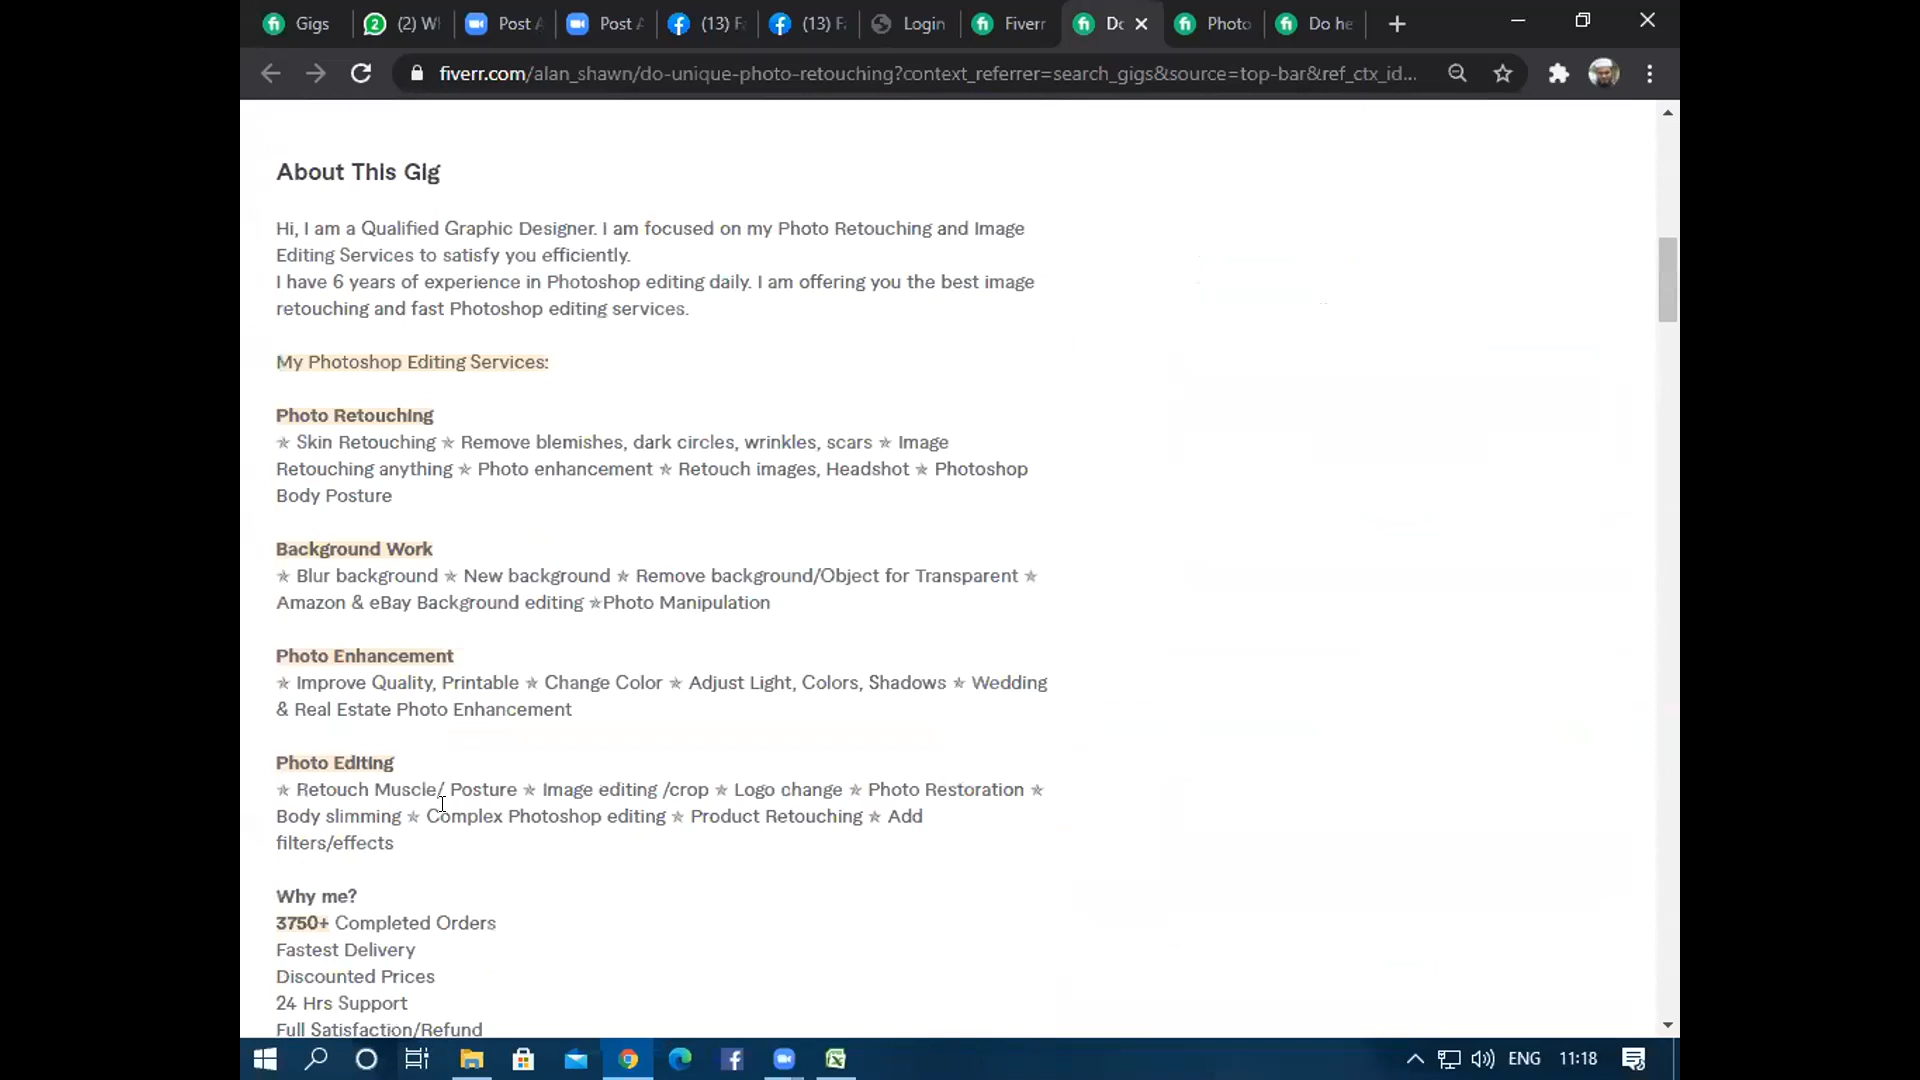 Gigs
(2) W
Post A
Post A
(13) Fa
(13) Fa
Login
Fiverr
Do
Photo
Do he
fiverr.com/alan_shawn/do-unique-photo-retouching?context_referrer=search_gigs&source=top-bar&ref_ctx_id...
About This Gig
Hi, I am a Qualified Graphic Designer. I am focused on my Photo Retouching and Image
Editing Services to satisfy you efficiently.
I have 6 years of experience in Photoshop editing daily. I am offering you the best image
retouching and fast Photoshop editing services.
My Photoshop Editing Services:
Photo Retouching
✯ Skin Retouching ✯ Remove blemishes, dark circles, wrinkles, scars ✯ Image
Retouching anything ✯ Photo enhancement ✯ Retouch images, Headshot ✯ Photoshop
Body Posture
Background Work
✯ Blur background ✯ New background ✯ Remove background/Object for Transparent ✯
Amazon & eBay Background editing ✯Photo Manipulation
Photo Enhancement
✯ Improve Quality, Printable ✯ Change Color ✯ Adjust Light, Colors, Shadows ✯ Wedding
& Real Estate Photo Enhancement
Photo Editing
✯ Retouch Muscle/ Posture ✯ Image editing /crop ✯ Logo change ✯ Photo Restoration ✯
Body slimming ✯ Complex Photoshop editing ✯ Product Retouching ✯ Add
filters/effects
Why me?
3750+ Completed Orders
Fastest Delivery
Discounted Prices
24 Hrs Support
Full Satisfaction/Refund
ENG
11:18